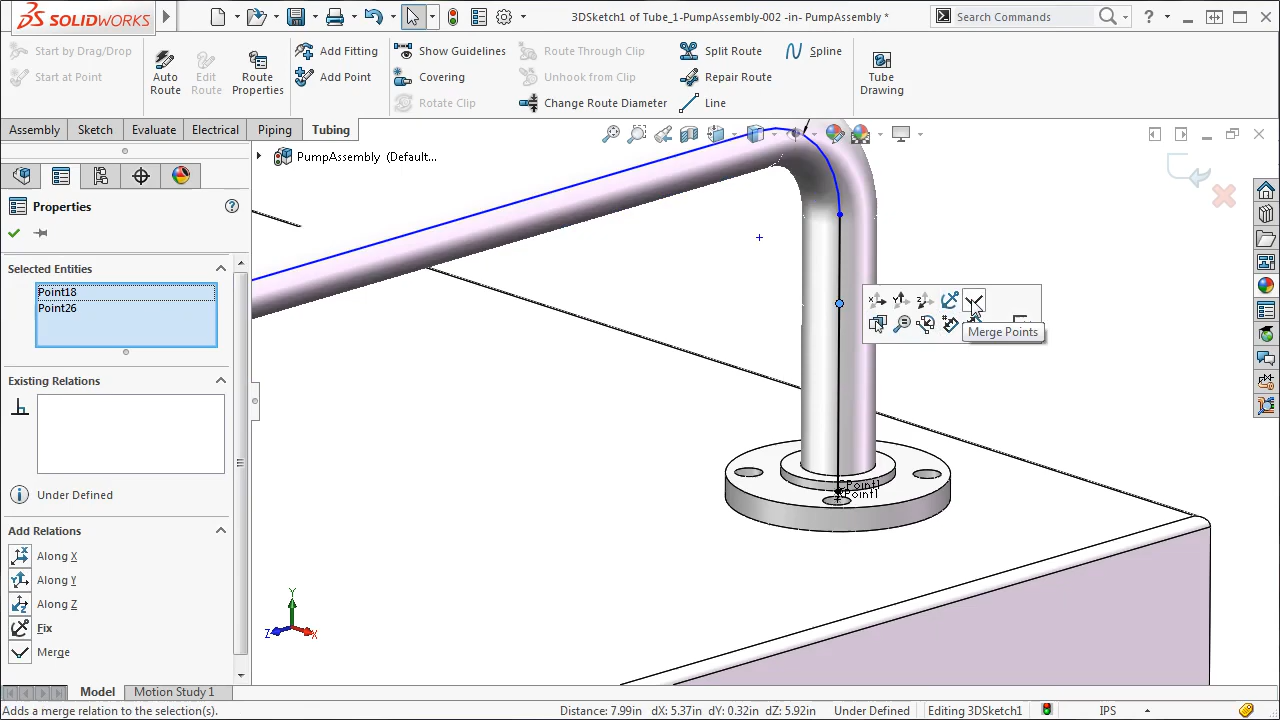 SOLIDWORKS
3DSketch1 of Tube_1-PumpAssembly-002 -in- PumpAssembly *
Search Commands
?
Start by Drag/Drop
Start at Point
Auto Route
Edit Route
Route Properties
Add Fitting
Add Point
Show Guidelines
Covering
Rotate Clip
Route Through Clip
Unhook from Clip
Change Route Diameter
Split Route
Repair Route
Line
Spline
Tube Drawing
Assembly
Sketch
Evaluate
Electrical
Piping
Tubing
PumpAssembly (Default...
Properties
?
Selected Entities
Point18
Point26
Existing Relations
Under Defined
Add Relations
Along X
Along Y
Along Z
Fix
Merge
Merge Points
CPoint1
RPoint1
Y
Z
X
Model
Motion Study 1
Adds a merge relation to the selection(s).
Distance: 7.99in
dX: 5.37in
dY: 0.32in
dZ: 5.92in
Under Defined
Editing 3DSketch1
IPS